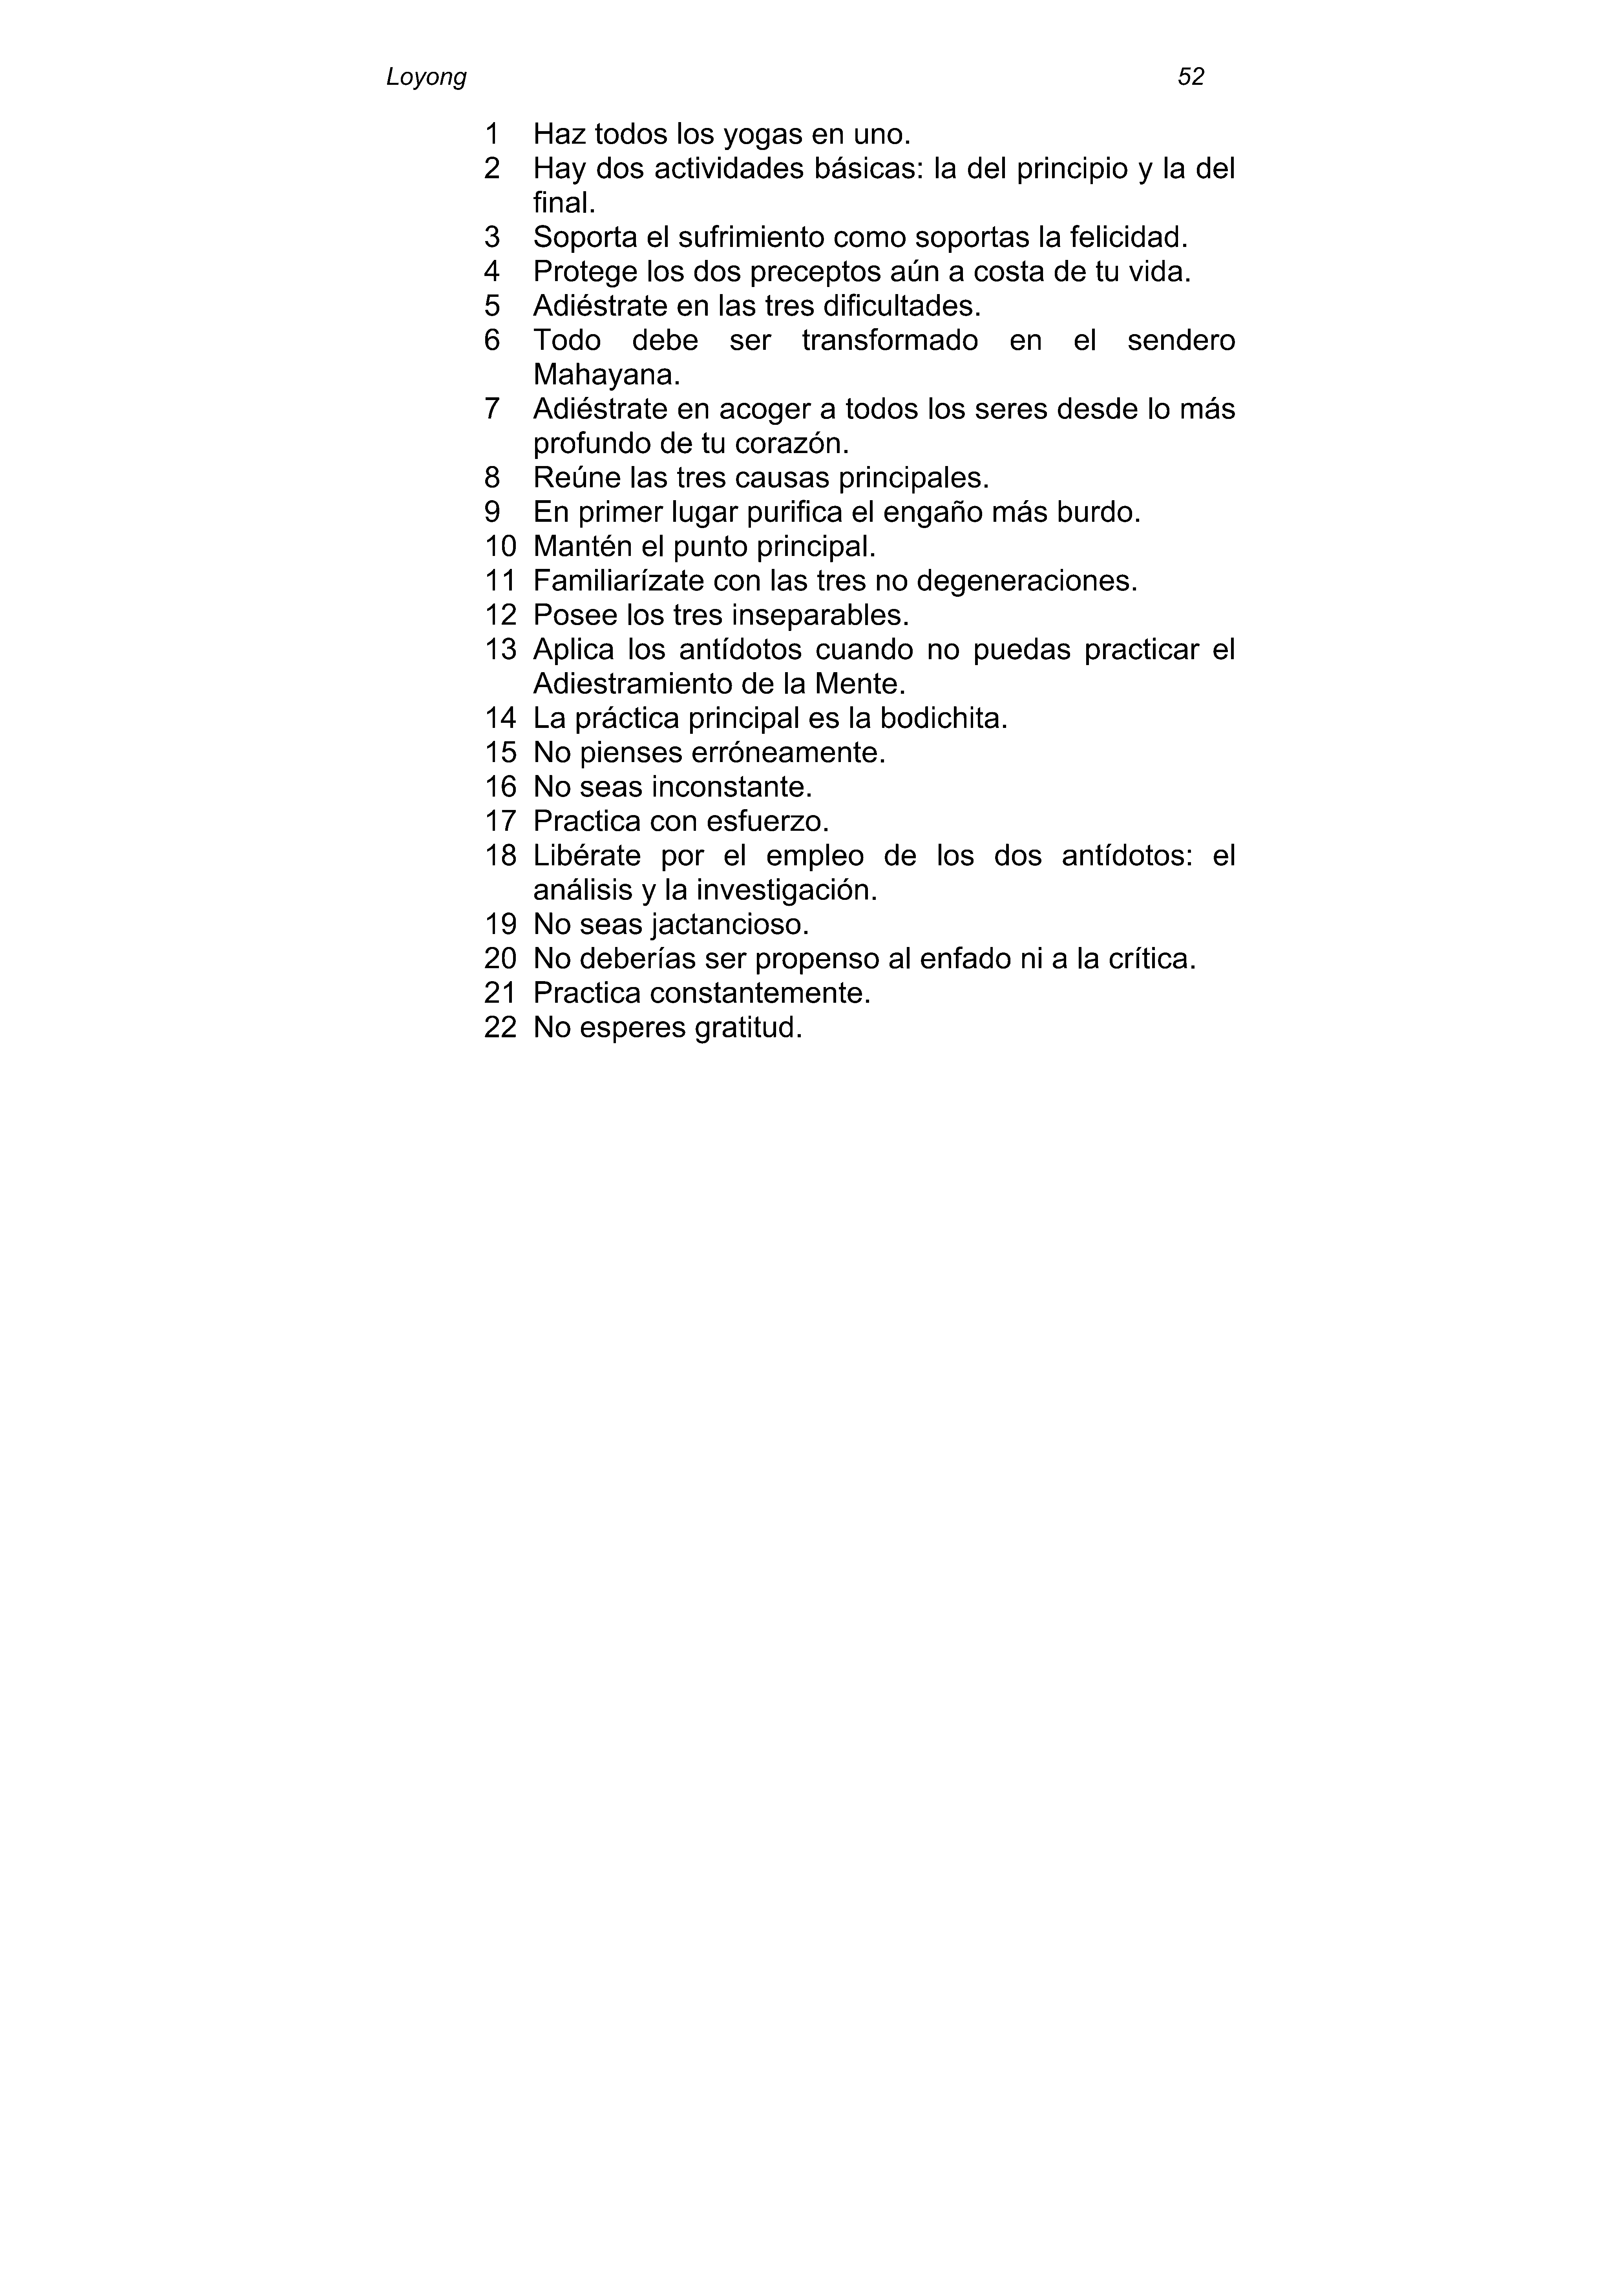 Loyong 52
1 Haz todos los yogas en uno.
2 Hay dos actividades básicas: la del principio y la del
final.
3 Soporta el sufrimiento como soportas la felicidad.
4 Protege los dos preceptos aún a costa de tu vida.
5 Adiéstrate en las tres dificultades.
6 Todo debe ser transformado en el sendero
Mahayana.
7 Adiéstrate en acoger a todos los seres desde lo más
profundo de tu corazón.
8 Reúne las tres causas principales.
9 En primer lugar purifica el engaño más burdo.
10 Mantén el punto principal.
11 Familiarízate con las tres no degeneraciones.
12 Posee los tres inseparables.
13 Aplica los antídotos cuando no puedas practicar el
Adiestramiento de la Mente.
14 La práctica principal es la bodichita.
15 No pienses erróneamente.
16 No seas inconstante.
17 Practica con esfuerzo.
18 Libérate por el empleo de los dos antídotos: el
análisis y la investigación.
19 No seas jactancioso.
20 No deberías ser propenso al enfado ni a la crítica.
21 Practica constantemente.
22 No esperes gratitud.